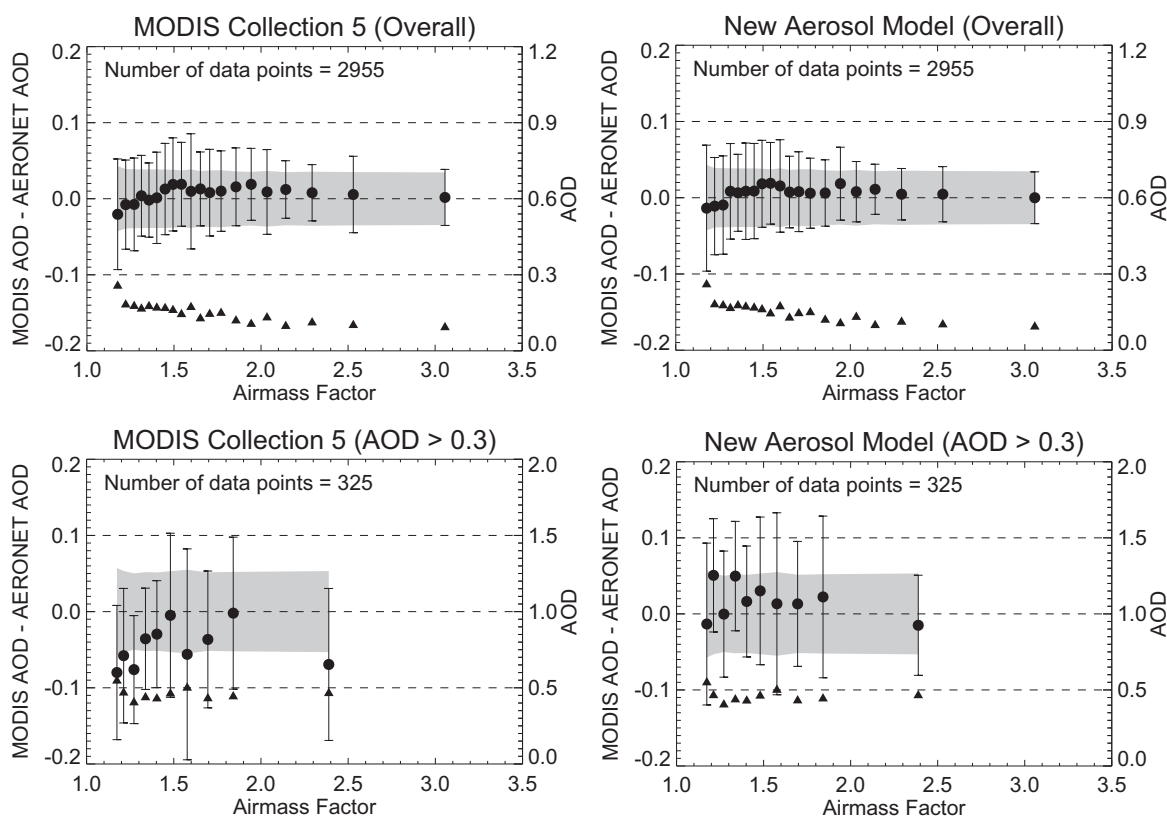 MODIS Collection 5 (Overall)
Number of data points = 2955
MODIS AOD - AERONET AOD
0.2
0.1
0.0
-0.1
-0.2
1.2
0.9
0.6
0.3
0.0
AOD
1.0 1.5 2.0 2.5 3.0 3.5
Airmass Factor
New Aerosol Model (Overall)
Number of data points = 2955
MODIS AOD - AERONET AOD
0.2
0.1
0.0
-0.1
-0.2
1.2
0.9
0.6
0.3
0.0
AOD
1.0 1.5 2.0 2.5 3.0 3.5
Airmass Factor
MODIS Collection 5 (AOD > 0.3)
Number of data points = 325
MODIS AOD - AERONET AOD
0.2
0.1
0.0
-0.1
-0.2
2.0
1.5
1.0
0.5
0.0
AOD
1.0 1.5 2.0 2.5 3.0 3.5
Airmass Factor
New Aerosol Model (AOD > 0.3)
Number of data points = 325
MODIS AOD - AERONET AOD
0.2
0.1
0.0
-0.1
-0.2
2.0
1.5
1.0
0.5
0.0
AOD
1.0 1.5 2.0 2.5 3.0 3.5
Airmass Factor